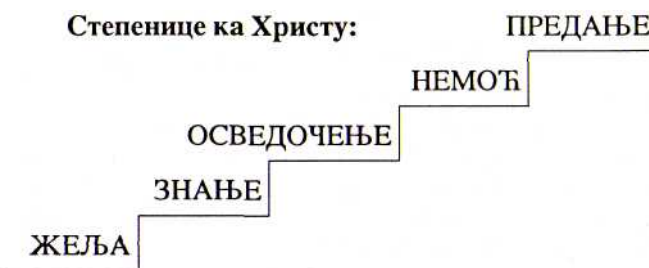 Степенице ка Христу:
ПРЕДАЊЕ
НЕМОЋ
ОСВЕДОЧЕЊЕ
ЗНАЊЕ
ЖЕЉА